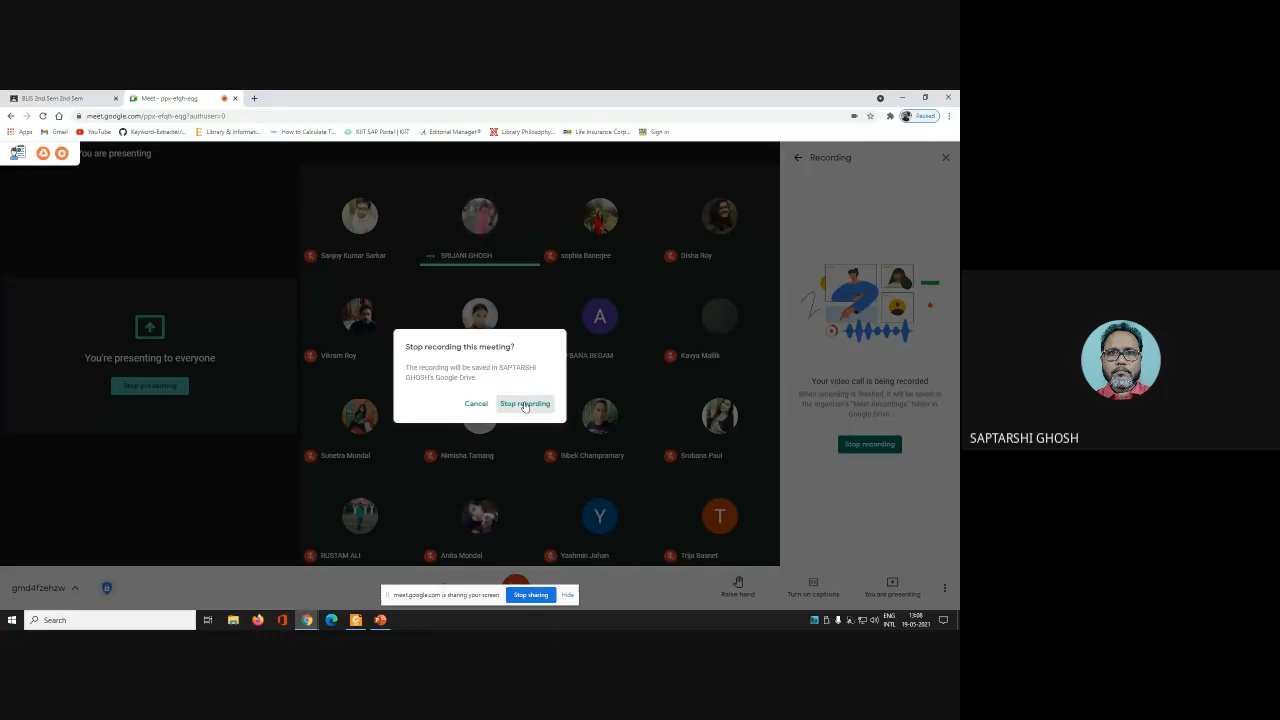 BLIS 2nd Sem 2nd Sem
Meet - ppx-efqh-eqg
meet.google.com/ppx-efqh-eqg?authuser=0
Paused
Apps
Gmail
YouTube
Keyword-Extracter/...
Library & Informat...
How to Calculate T...
KIIT SAP Portal | KIIT
Editorial Manager®
Library Philosophy...
Life Insurance Corp...
Sign in
You are presenting
Recording
Sanjoy Kumar Sarkar
SRIJANI GHOSH
sophia Banerjee
Disha Roy
You're presenting to everyone
Stop presenting
Vikram Roy
A
BEGAM
Kavya Mallik
Stop recording this meeting?
The recording will be saved in SAPTARSHI
GHOSH's Google Drive.
Cancel
Stop recording
Your video call is being recorded
When recording is finished, it will be saved
in the organizer's "Meet Recordings" folder in
Google Drive.
Stop recording
SAPTARSHI GHOSH
Sunetra Mondal
Nimisha Tamang
Bibek Champramary
Srobana Paul
Y
T
RUSTAM ALI
Anita Mondal
Yashmin Johan
Trija Basnet
gmd4fzehzw
meet.google.com is sharing your screen.
Stop sharing
Hide
Raise hand
Turn on captions
You are presenting
Search
ENG
INTL
13:08
19-05-2021